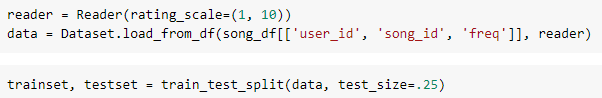 reader = Reader(rating_scale=(1, 10))
data = Dataset.load_from_df(song_df[['user_id', 'song_id', 'freq']], reader)
trainset, testset = train_test_split(data, test_size=.25)